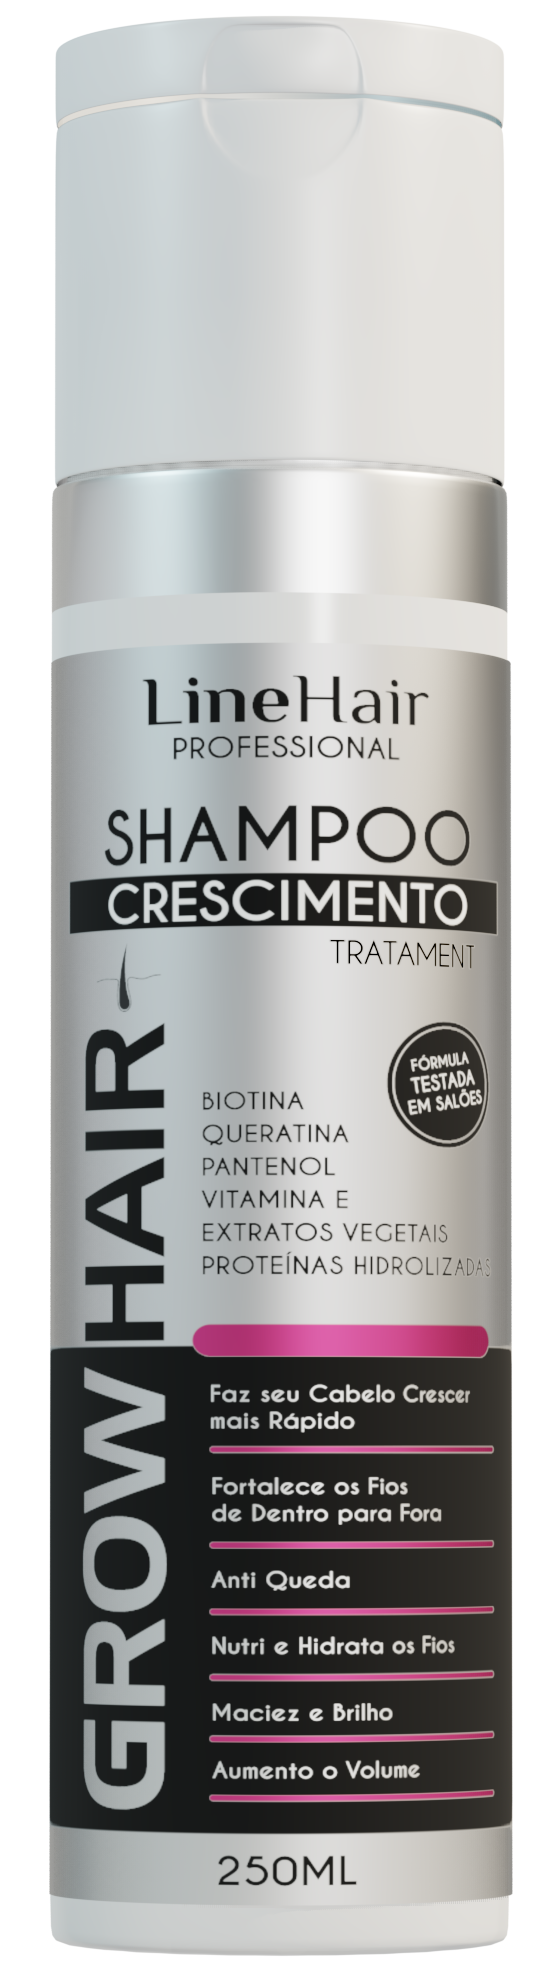 LineHair
PROFESSIONAL
SHAMPOO
CRESCIMENTO
TRATAMENT
GROWHAIR
FÓRMULA
TESTADA
EM SALÕES
BIOTINA
QUERATINA
PANTENOL
VITAMINA E
EXTRATOS VEGETAIS
PROTEÍNAS HIDROLIZADAS
Faz seu Cabelo Crescer
mais Rápido
Fortalece os Fios
de Dentro para Fora
Anti Queda
Nutri e Hidrata os Fios
Maciez e Brilho
Aumento o Volume
250ML